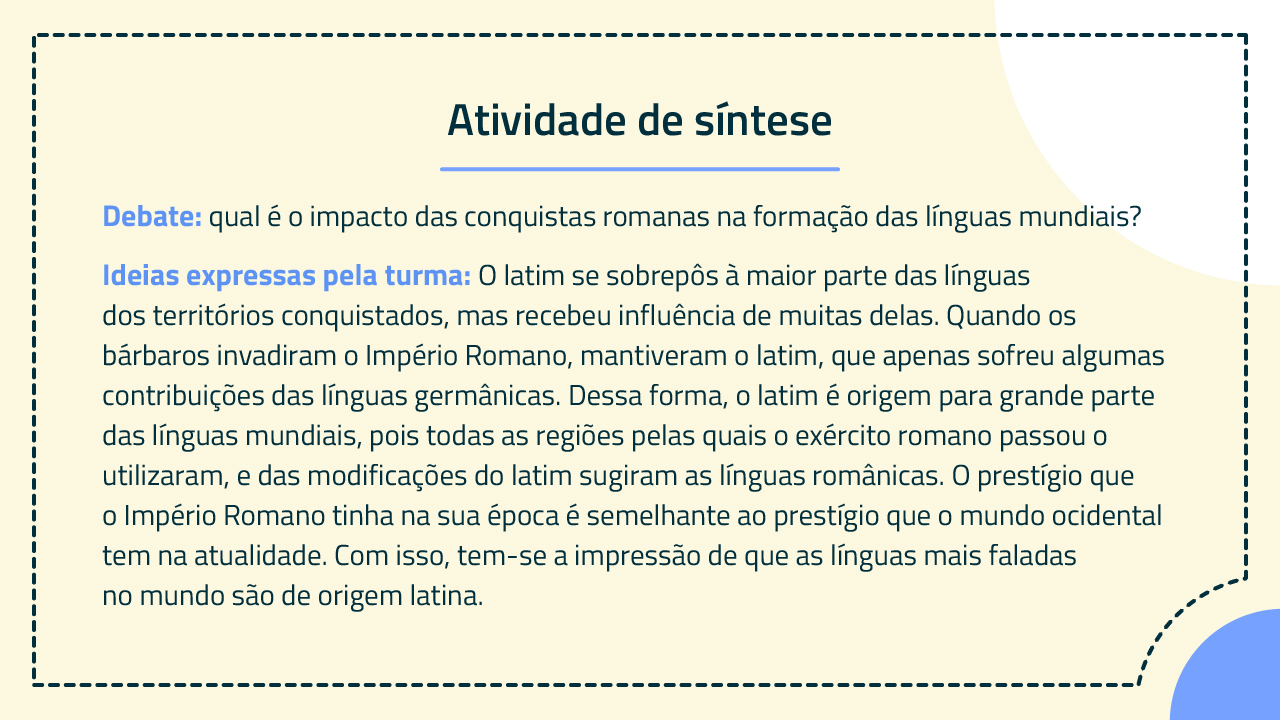 Atividade de síntese
Debate: qual é o impacto das conquistas romanas na formação das línguas mundiais?
Ideias expressas pela turma: O latim se sobrepôs à maior parte das línguas
dos territórios conquistados, mas recebeu influência de muitas delas. Quando os
bárbaros invadiram o Império Romano, mantiveram o latim, que apenas sofreu algumas
contribuições das línguas germânicas. Dessa forma, o latim é origem para grande parte
das línguas mundiais, pois todas as regiões pelas quais o exército romano passou o
utilizaram, e das modificações do latim sugiram as línguas românicas. O prestígio que
o Império Romano tinha na sua época é semelhante ao prestígio que o mundo ocidental
tem na atualidade. Com isso, tem-se a impressão de que as línguas mais faladas
no mundo são de origem latina.